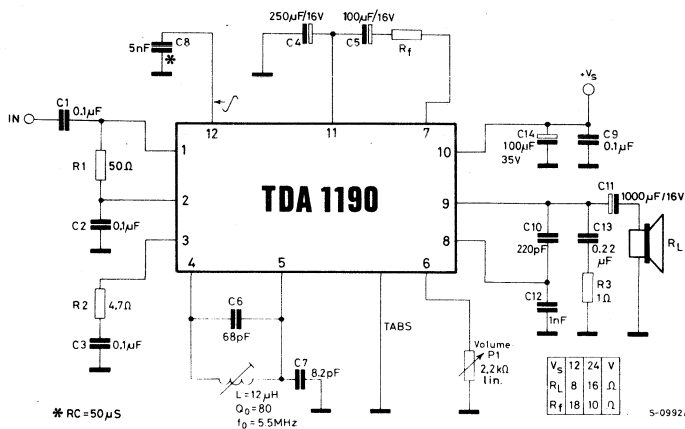 250µF/16V
100µF/16V
C4
C5
Rf
5nF
C8
*
C1
0.1µF
IN
+Vs
12
11
7
1
10
C14
100µF
35V
C9
0.1µF
R1
50Ω
2
TDA 1190
9
C11
1000µF/16V
C2
0.1µF
3
8
C10
220pF
C13
0.22
µF
RL
4
5
6
R2
4.7Ω
C6
68pF
TABS
C12
1nF
R3
1Ω
C3
0.1µF
Volume
P1
2,2kΩ
lin.
C7
8.2pF
L=12µH
Q0=80
f0=5.5MHz
Vs 12 24 V
RL 8 16 Ω
Rf 18 10 Ω
* RC=50µS
S-0992/